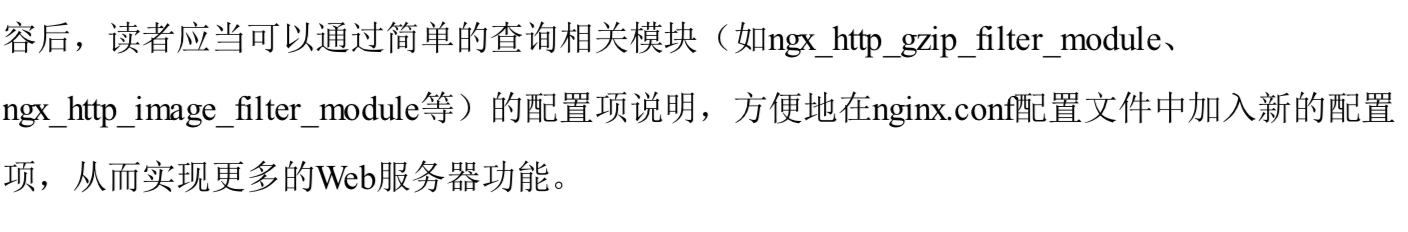 容后，读者应当可以通过简单的查询相关模块（如ngx_http_gzip_filter_module、
ngx_http_image_filter_module等）的配置项说明，方便地在nginx.conf配置文件中加入新的配置
项，从而实现更多的Web服务器功能。